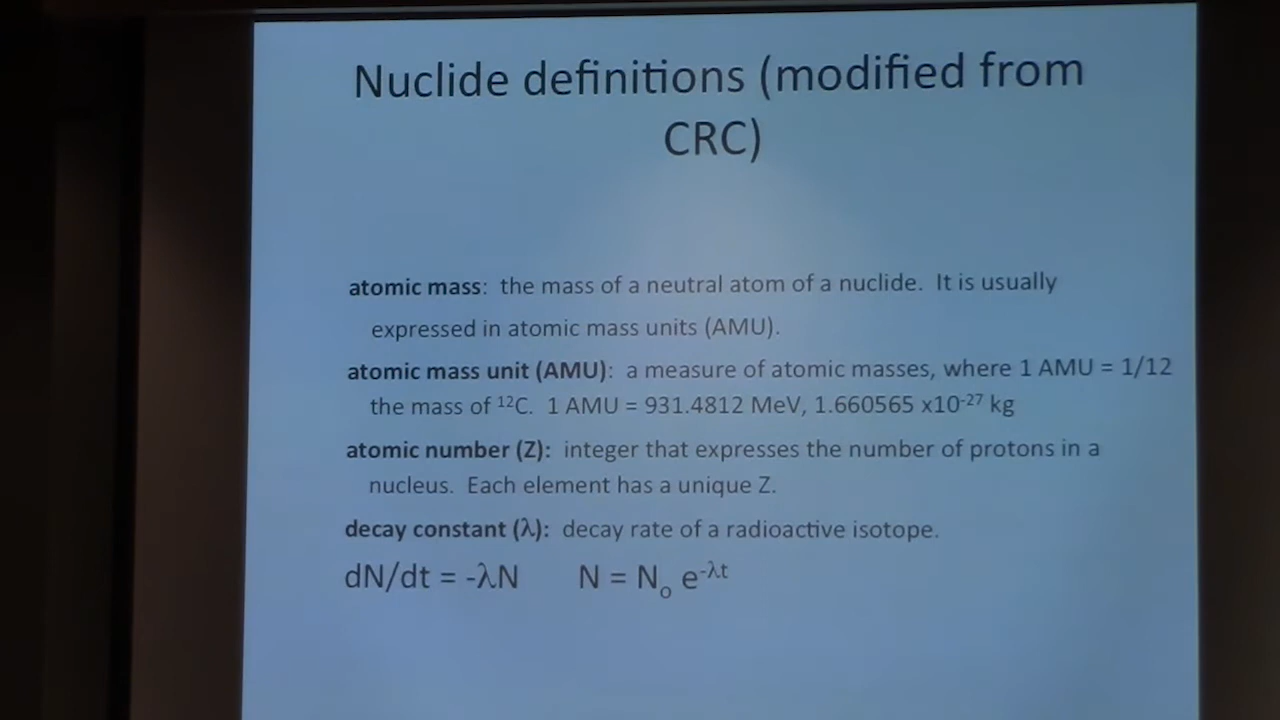 Nuclide definitions (modified from
CRC)
atomic mass:  the mass of a neutral atom of a nuclide.  It is usually
expressed in atomic mass units (AMU).
atomic mass unit (AMU):  a measure of atomic masses, where 1 AMU = 1/12
the mass of ¹²C.  1 AMU = 931.4812 MeV, 1.660565 x10⁻²⁷ kg
atomic number (Z):  integer that expresses the number of protons in a
nucleus.  Each element has a unique Z.
decay constant (λ):  decay rate of a radioactive isotope.
dN/dt = -λN     N = Nₒ e^-λt